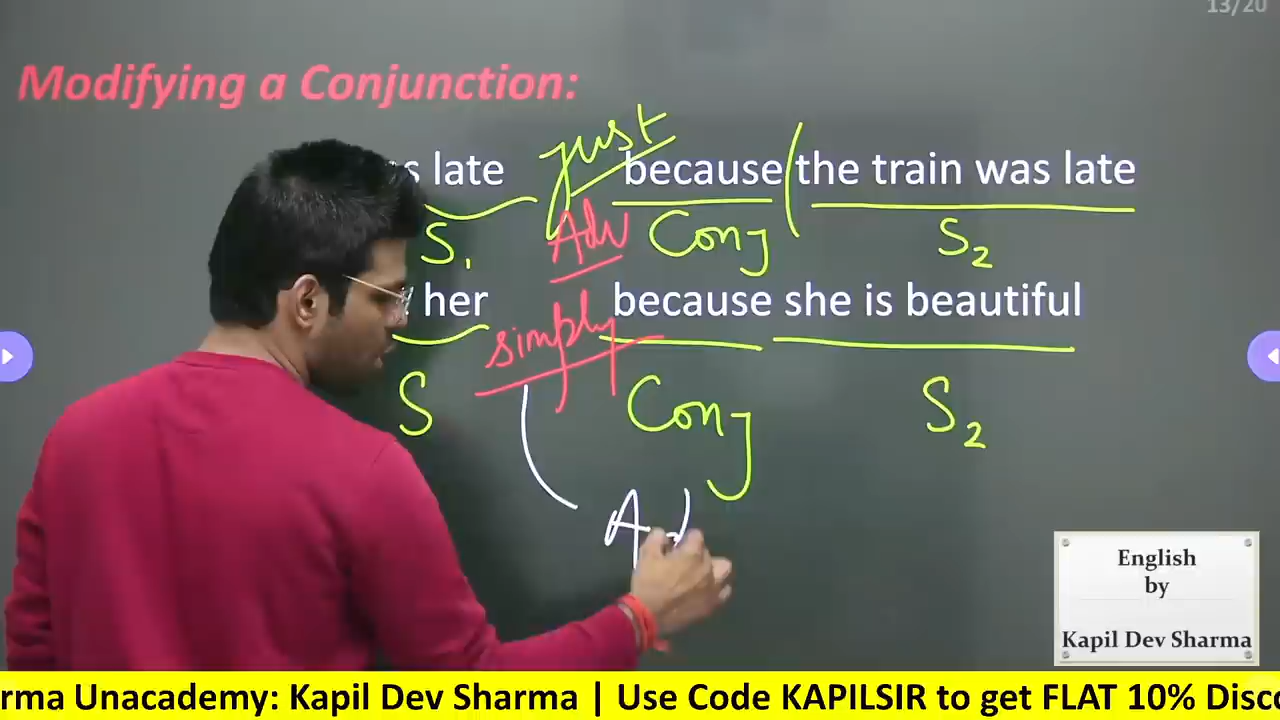 13/20
Modifying a Conjunction:
s late just because the train was late
S1 Adv Conj S2
her simply because she is beautiful
S Conj S2
Ad
English
by
Kapil Dev Sharma
rma Unacademy: Kapil Dev Sharma | Use Code KAPILSIR to get FLAT 10% Disc